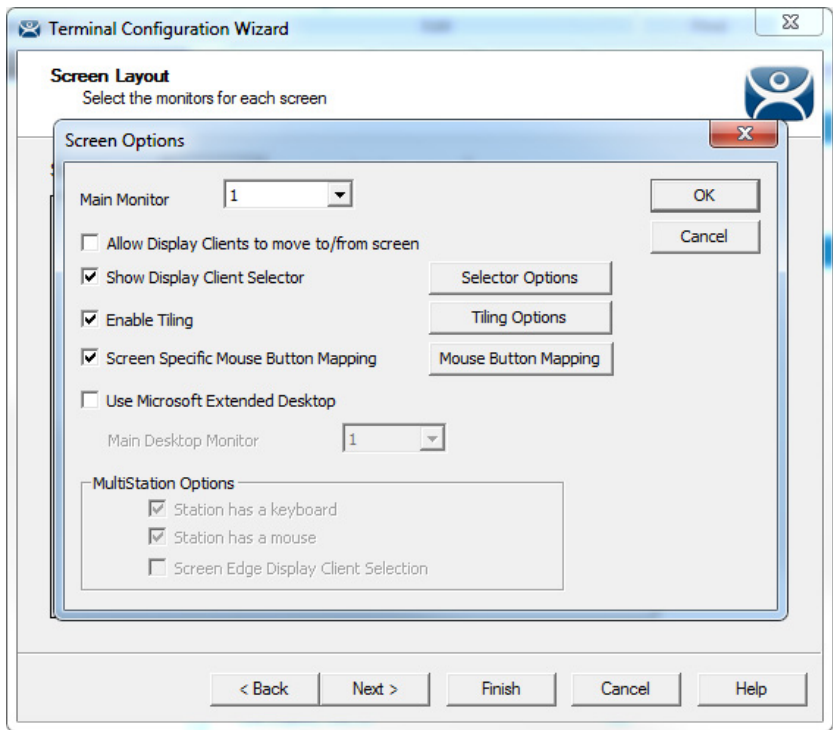 Terminal Configuration Wizard
Screen Layout
Select the monitors for each screen
Screen Options
Main Monitor 1 OK
Allow Display Clients to move to/from screen Cancel
Show Display Client Selector Selector Options
Enable Tiling Tiling Options
Screen Specific Mouse Button Mapping Mouse Button Mapping
Use Microsoft Extended Desktop
Main Desktop Monitor 1
MultiStation Options
Station has a keyboard
Station has a mouse
Screen Edge Display Client Selection
< Back Next > Finish Cancel Help